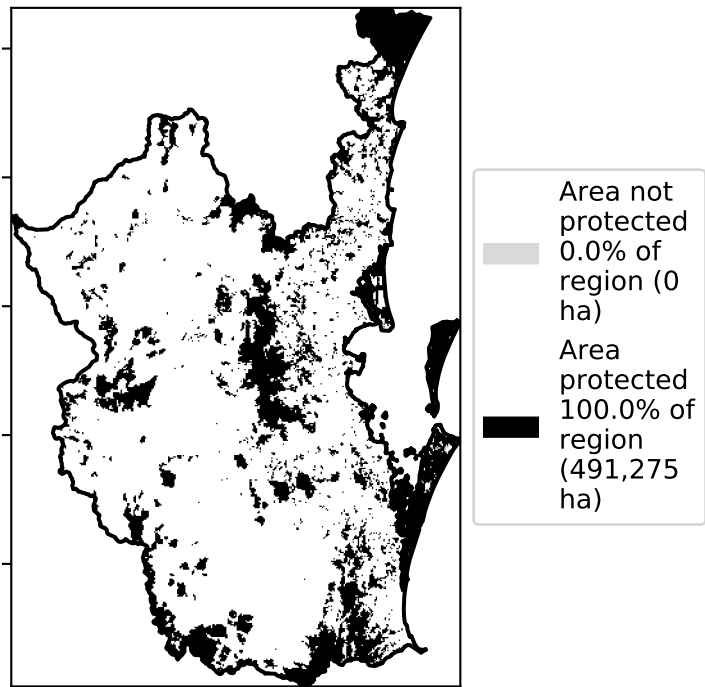 Area not
protected
0.0% of
region (0
ha)
Area
protected
100.0% of
region
(491,275
ha)